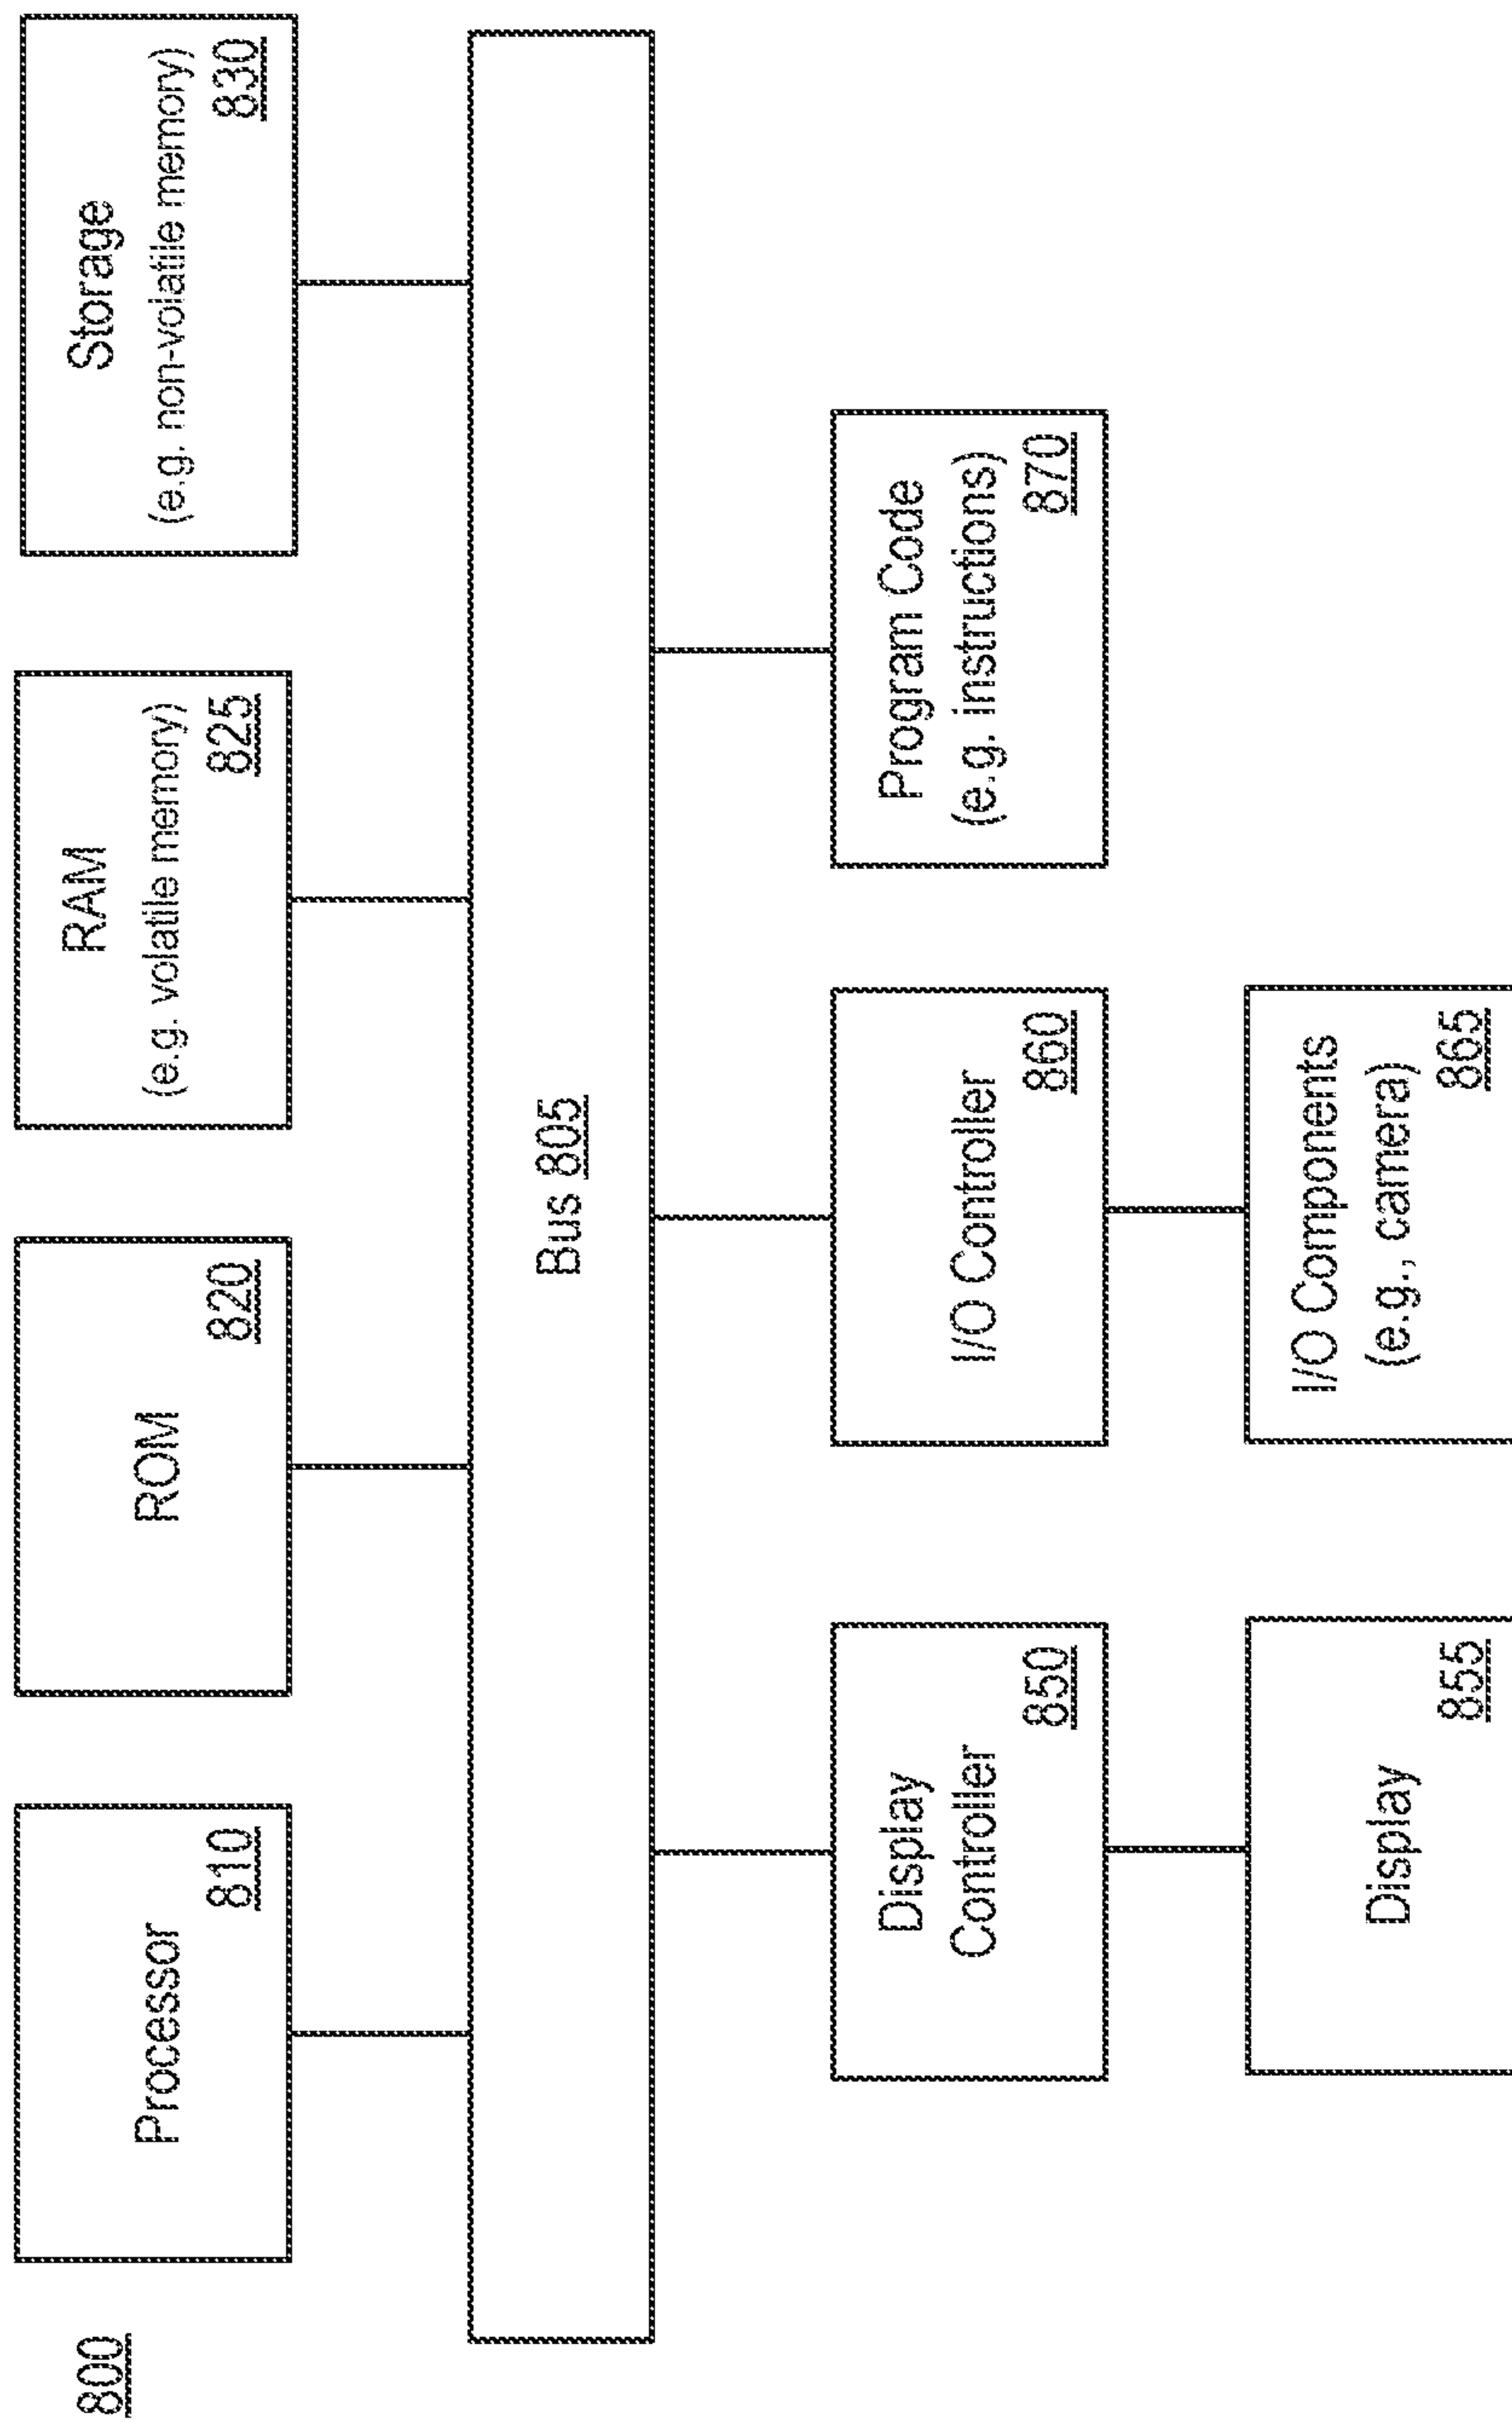 800
Processor
810
ROM
820
RAM
(e.g. volatile memory)
825
Storage
(e.g. non-volatile memory)
830
Bus 805
Display
Controller
850
I/O Controller
860
Program Code
(e.g. instructions)
870
Display
855
I/O Components
(e.g., camera)
865